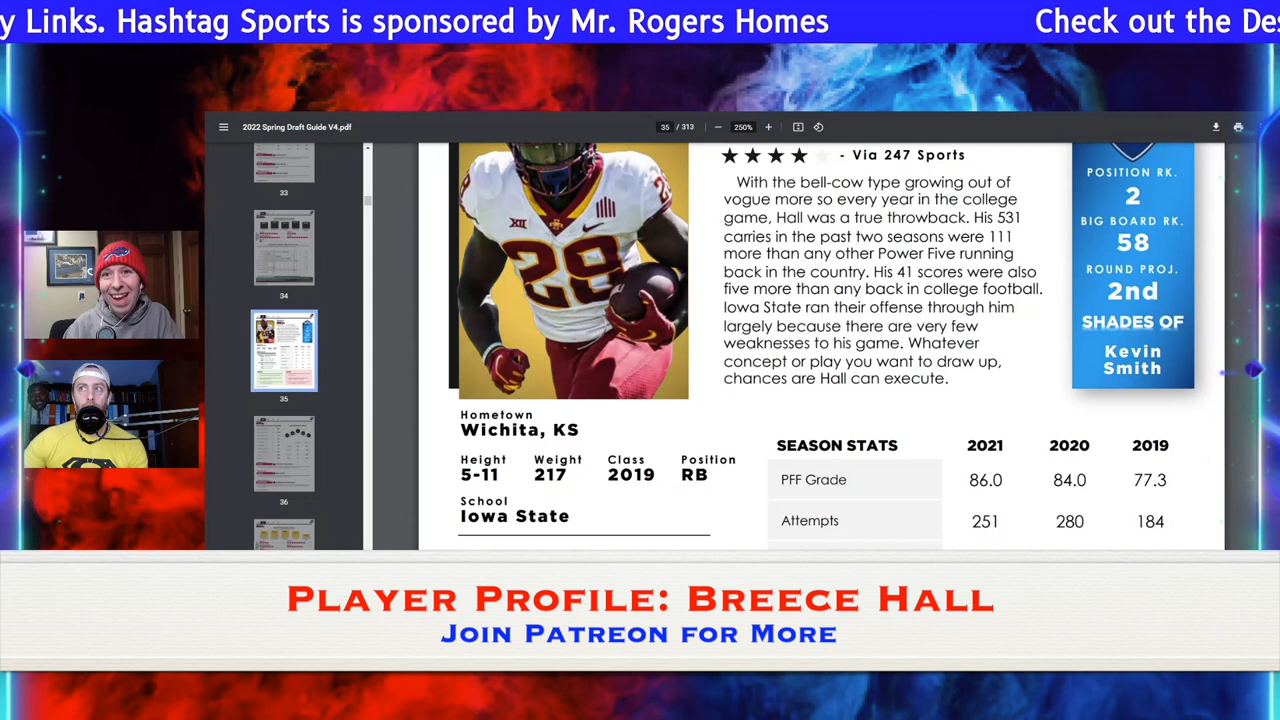 y Links. Hashtag Sports is sponsored by Mr. Rogers Homes
Check out the Des
2022 Spring Draft Guide V4.pdf
35 / 313
250%
33
34
35
36
- Via 247 Sports
With the bell-cow type growing out of
vogue more so every year in the college
game, Hall was a true throwback. His 531
carries in the past two seasons were 111
more than any other Power Five running
back in the country. His 41 scores were also
five more than any back in college football.
Iowa State ran their offense through him
largely because there are very few
weaknesses to his game. Whatever
concept or play you want to draw up,
chances are Hall can execute.
POSITION RK.
2
BIG BOARD RK.
58
ROUND PROJ.
2nd
SHADES OF
Kevin
Smith
XII
28
Hometown
Wichita, KS
Height Weight Class Position
5-11 217 2019 RB
School
Iowa State
SEASON STATS 2021 2020 2019
PFF Grade 86.0 84.0 77.3
Attempts 251 280 184
Player Profile: Breece Hall
Join Patreon for More